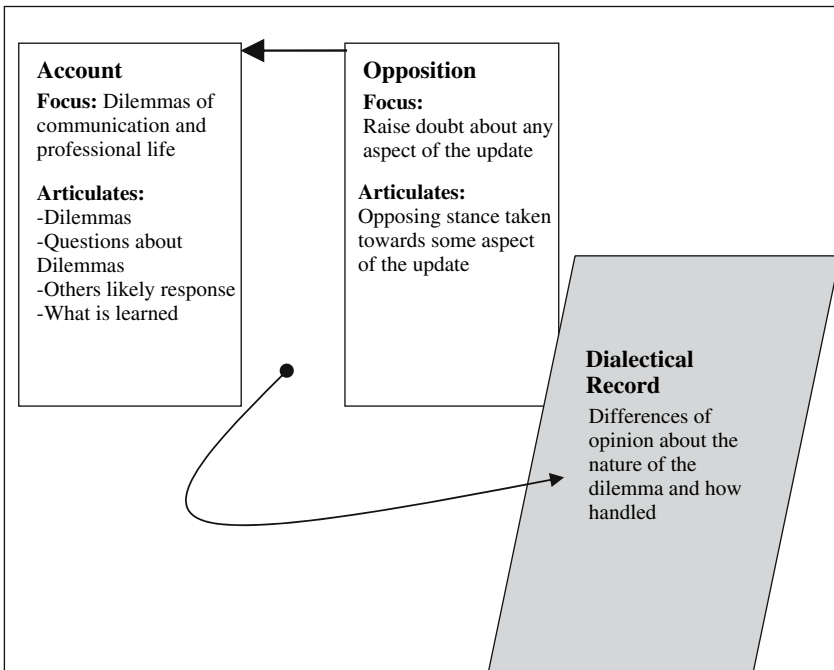 Account
Focus: Dilemmas of
communication and
professional life
Articulates:
-Dilemmas
-Questions about
Dilemmas
-Others likely response
-What is learned
Opposition
Focus:
Raise doubt about any
aspect of the update
Articulates:
Opposing stance taken
towards some aspect
of the update
Dialectical
Record
Differences of
opinion about the
nature of the
dilemma and how
handled